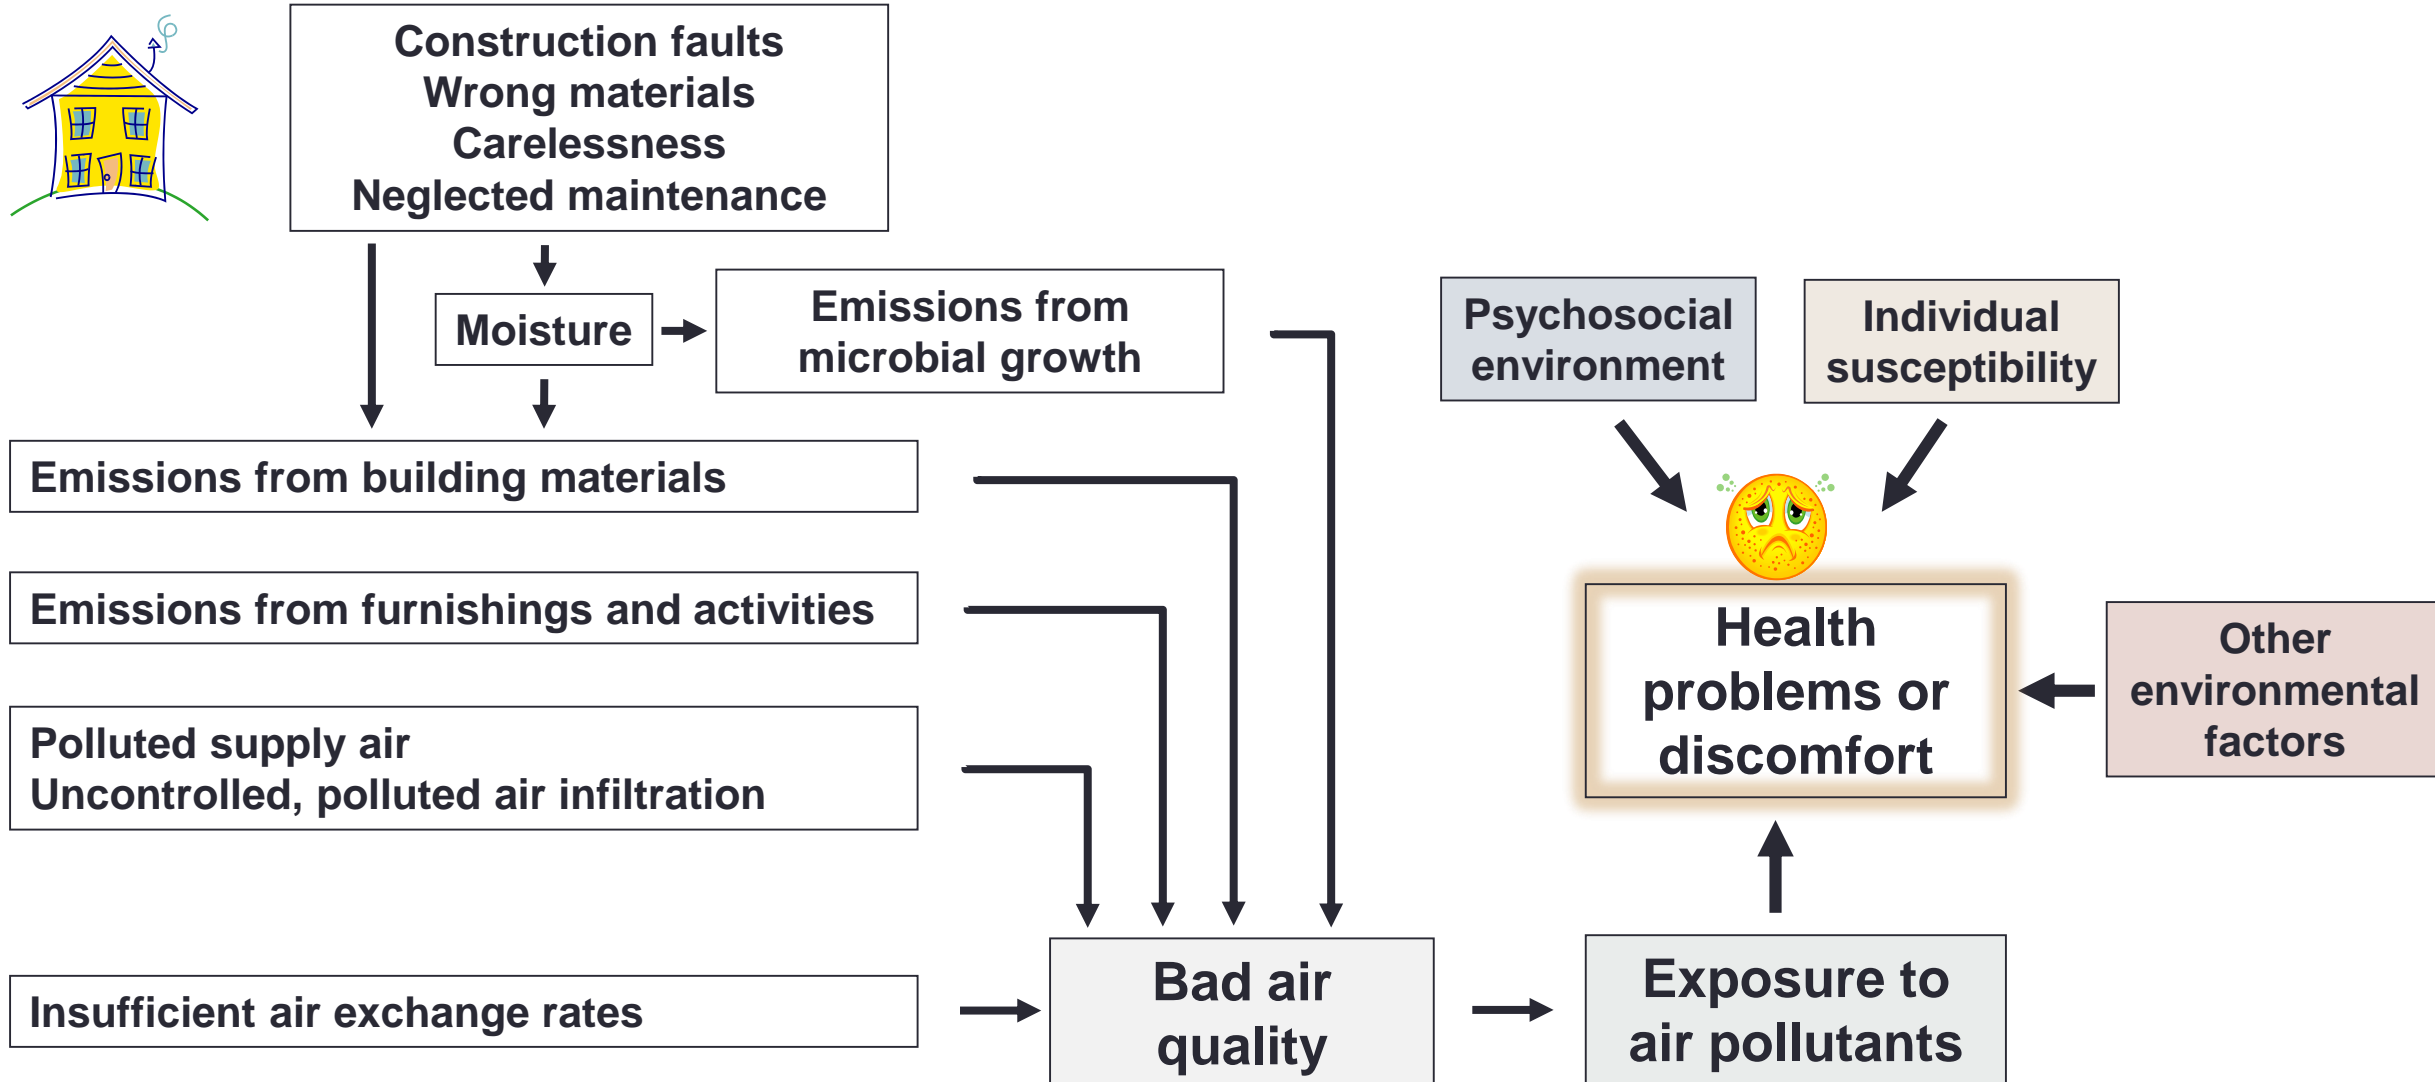 Construction faults
Wrong materials
Carelessness
Neglected maintenance
Moisture
Emissions from
microbial growth
Psychosocial
environment
Individual
susceptibility
Emissions from building materials
Emissions from furnishings and activities
Health
problems or
discomfort
Other
environmental
factors
Polluted supply air
Uncontrolled, polluted air infiltration
Insufficient air exchange rates
Bad air
quality
Exposure to
air pollutants